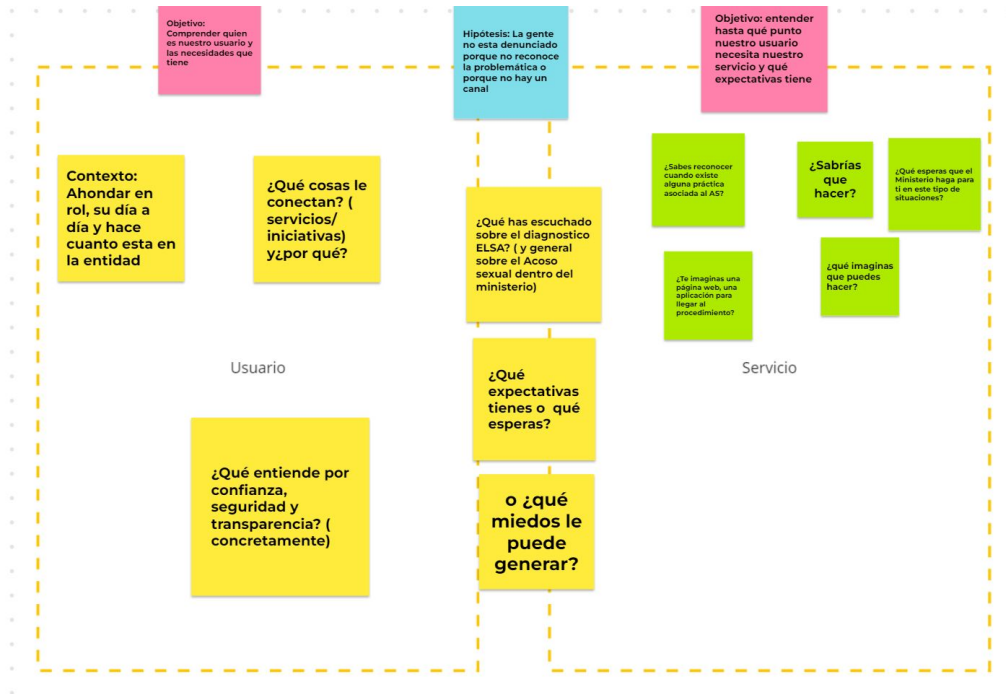 Objetivo:
Comprender quien
es nuestro usuario y
las necesidades que
tiene
Hipótesis: La gente
no esta denunciado
porque no reconoce
la problemática o
porque no hay un
canal
Objetivo: entender
hasta qué punto
nuestro usuario
necesita nuestro
servicio y qué
expectativas tiene
Contexto:
Ahondar en
rol, su día a
día y hace
cuanto esta en
la entidad
¿Qué cosas le
conectan? (
servicios/
iniciativas)
y¿por qué?
¿Qué entiende por
confianza,
seguridad y
transparencia? (
concretamente)
Usuario
¿Qué has escuchado
sobre el diagnostico
ELSA? ( y general
sobre el Acoso
sexual dentro del
ministerio)
¿Qué
expectativas
tienes o qué
esperas?
o ¿qué
miedos le
puede
generar?
¿Sabes reconocer
cuando existe
alguna práctica
asociada al AS?
¿Sabrías
que
hacer?
¿Qué esperas que el
Ministerio haga para
ti en este tipo de
situaciones?
¿Te imaginas una
página web, una
aplicación para
llegar al
procedimiento?
¿qué imaginas
que puedes
hacer?
Servicio